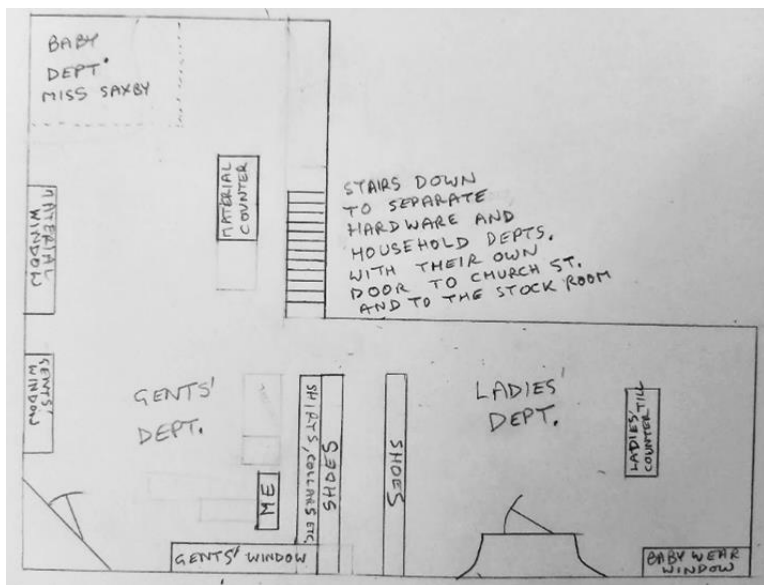 BABY
DEPT.
MISS SAXBY
MATERIAL
COUNTER
STAIRS DOWN
TO SEPARATE
HARDWARE AND
HOUSEHOLD DEPTS.
WITH THEIR OWN
DOOR TO CHURCH ST.
AND TO THE STOCK ROOM
MATERIAL
WINDOW
GENTS'
WINDOW
GENTS'
DEPT.
ME
SHIRTS, COLLARS ETC.
SHOES
SHOES
LADIES'
DEPT.
LADIES'
COUNTER TILL
GENTS' WINDOW
BABY WEAR
WINDOW